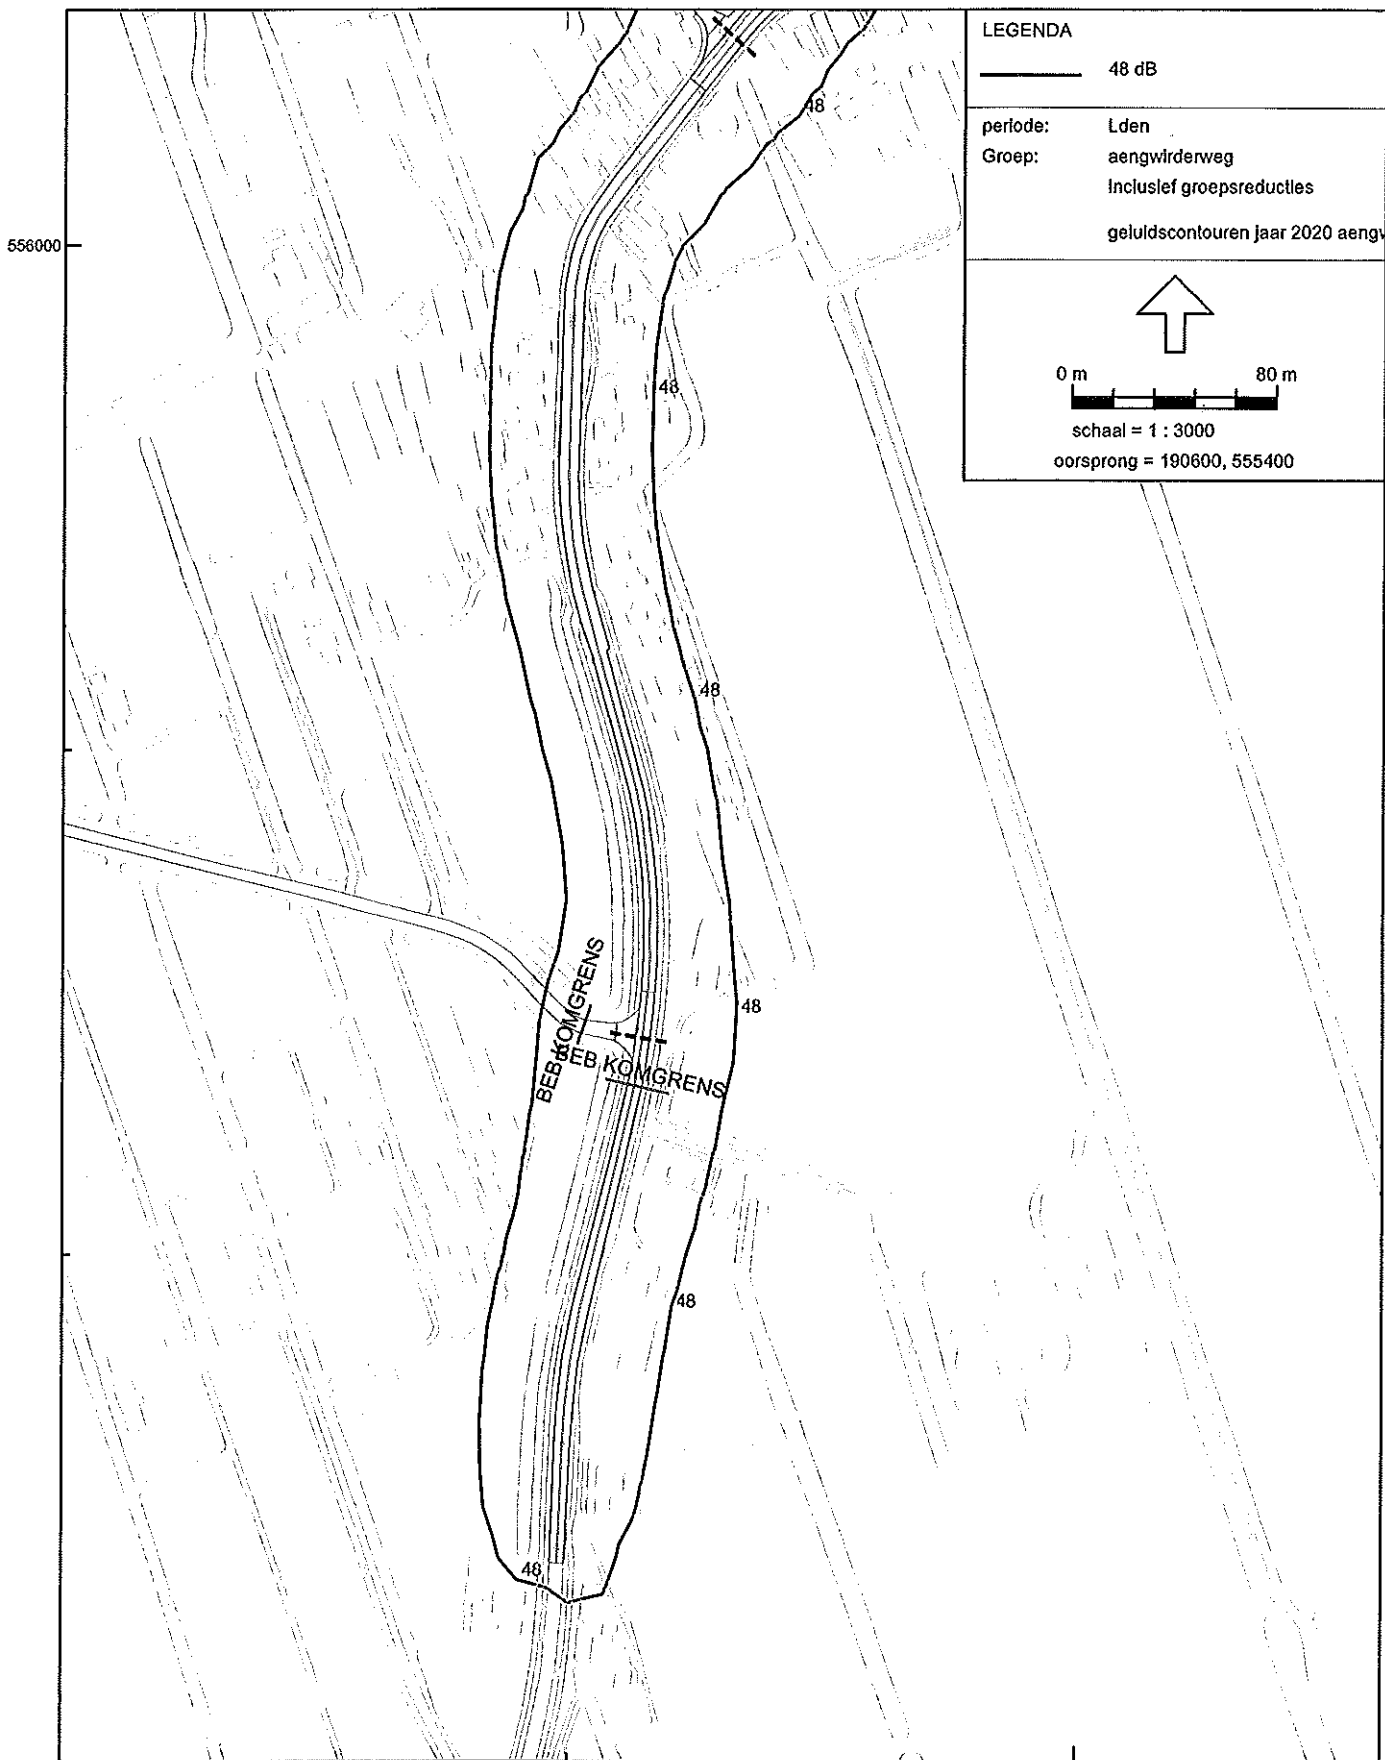 LEGENDA
48 dB
periode: Lden
Groep: aengwirderweg
Inclusief groepsreducties
geluidscontouren jaar 2020 aengv
0 m 80 m
schaal = 1 : 3000
oorsprong = 190600, 555400
48
556000
48
48
48
BEB KOMGRENS
BEB KOMGRENS
48
48